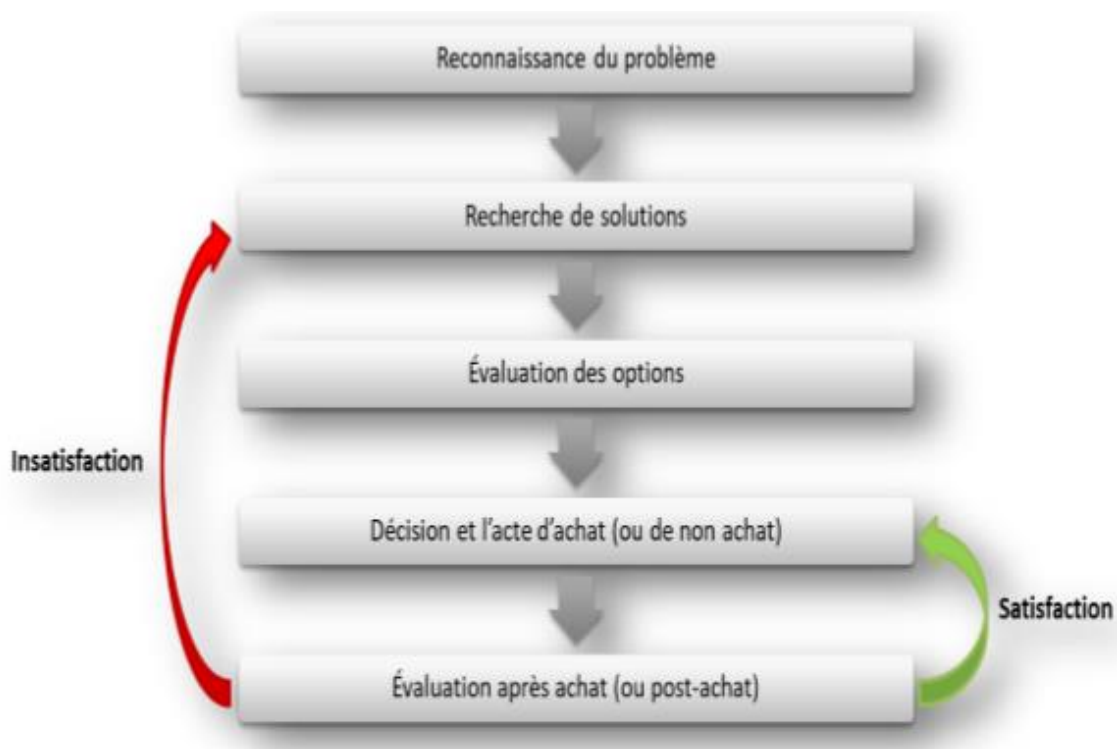 Reconnaissance du problème
Recherche de solutions
Évaluation des options
Insatisfaction
Décision et l'acte d'achat (ou de non achat)
Satisfaction
Évaluation après achat (ou post-achat)